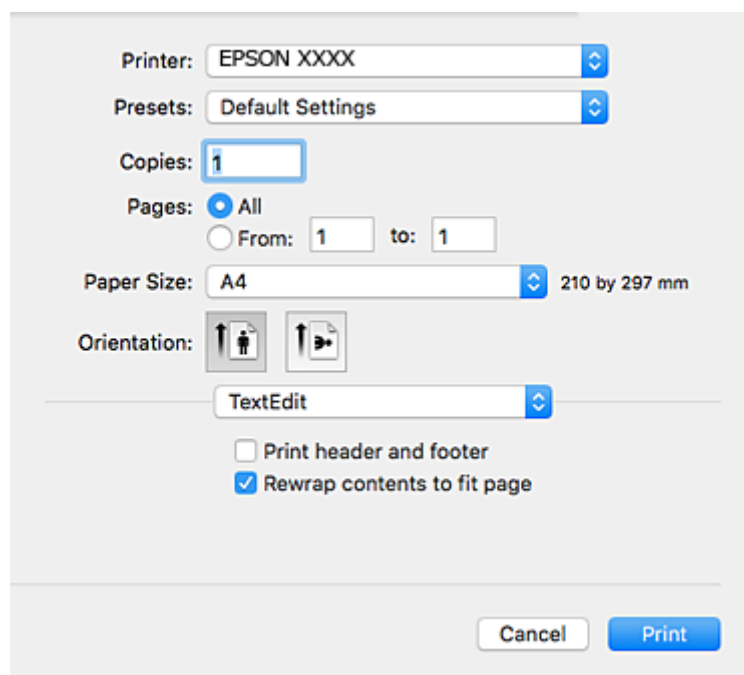 Printer: EPSON XXXX
Presets: Default Settings
Copies: 1
Pages: All
From: 1 to: 1
Paper Size: A4 210 by 297 mm
Orientation:
TextEdit
Print header and footer
Rewrap contents to fit page
Cancel Print